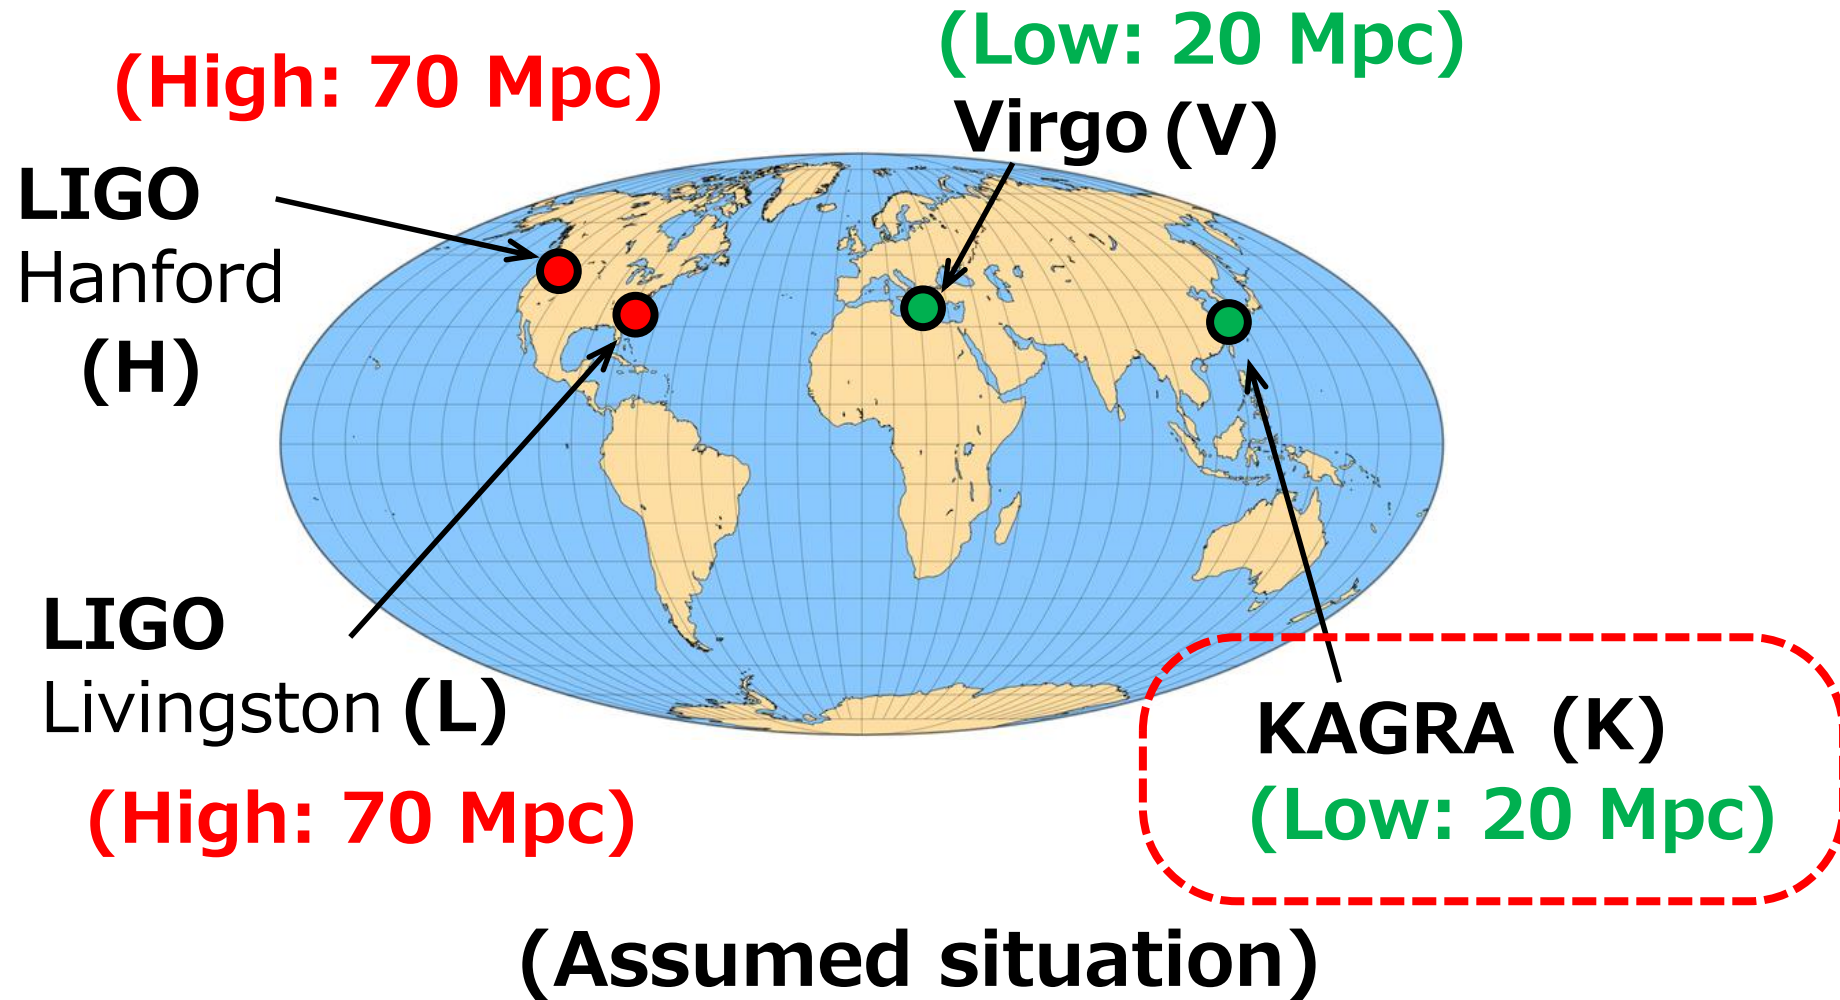 (High: 70 Mpc)
(Low: 20 Mpc)
Virgo (V)
LIGO
Hanford
(H)
LIGO
Livingston (L)
(High: 70 Mpc)
KAGRA (K)
(Low: 20 Mpc)
(Assumed situation)